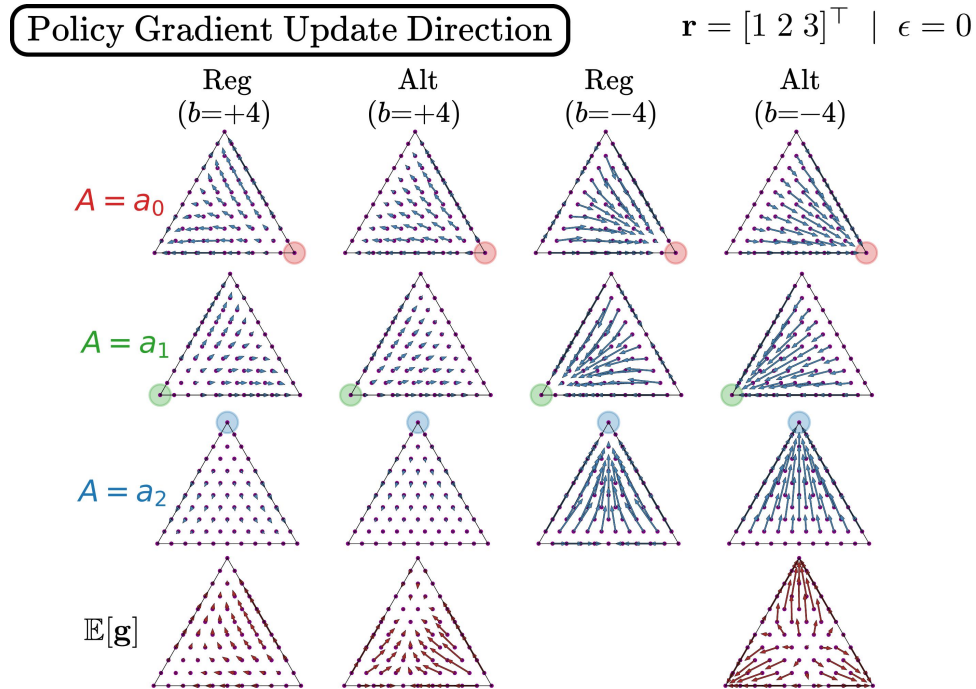 Policy Gradient Update Direction
r = [1 2 3]⊤ | ϵ = 0
Reg Alt Reg Alt
(b=+4) (b=+4) (b=−4) (b=−4)
A = a₀
A = a₁
A = a₂
𝔼[g]